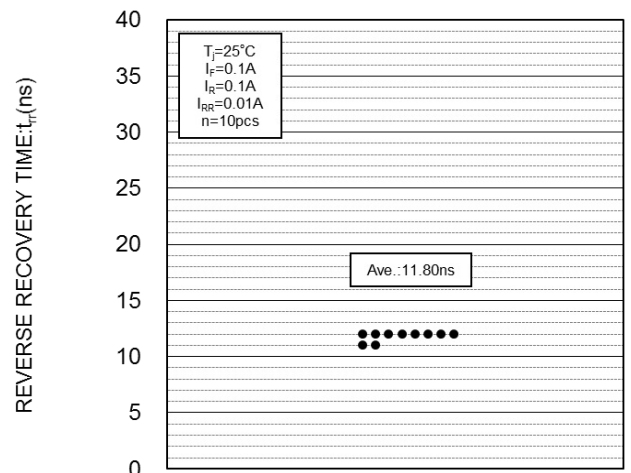 REVERSE RECOVERY TIME:trr(ns)
40
35
30
25
20
15
10
5
0
Tj=25°C
IF=0.1A
IR=0.1A
IRR=0.01A
n=10pcs
Ave.:11.80ns